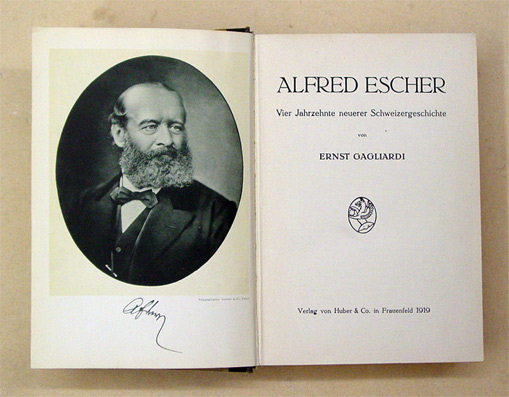 ALFRED ESCHER
Vier Jahrzehnte neuerer Schweizergeschichte
von
ERNST GAGLIARDI
Verlag von Huber & Co. in Frauenfeld 1919